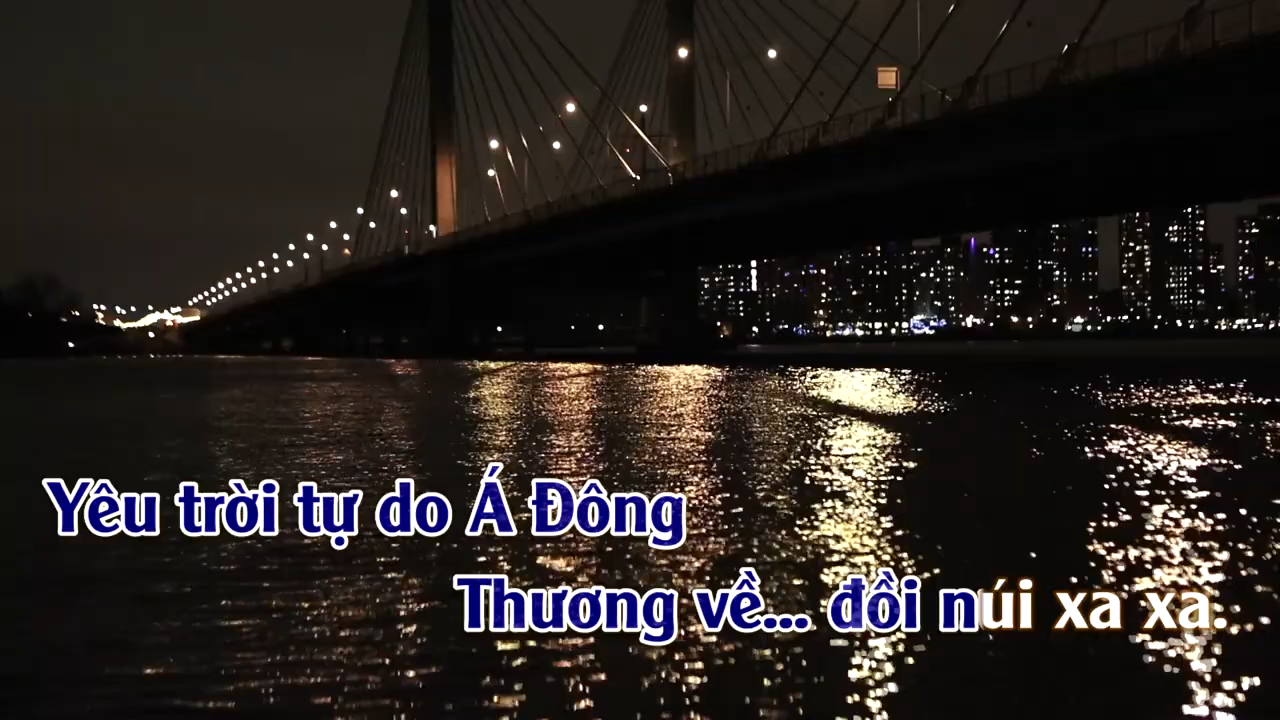 Yêu trời tự do Á Đông
Thương về... đồi núi xa xa.